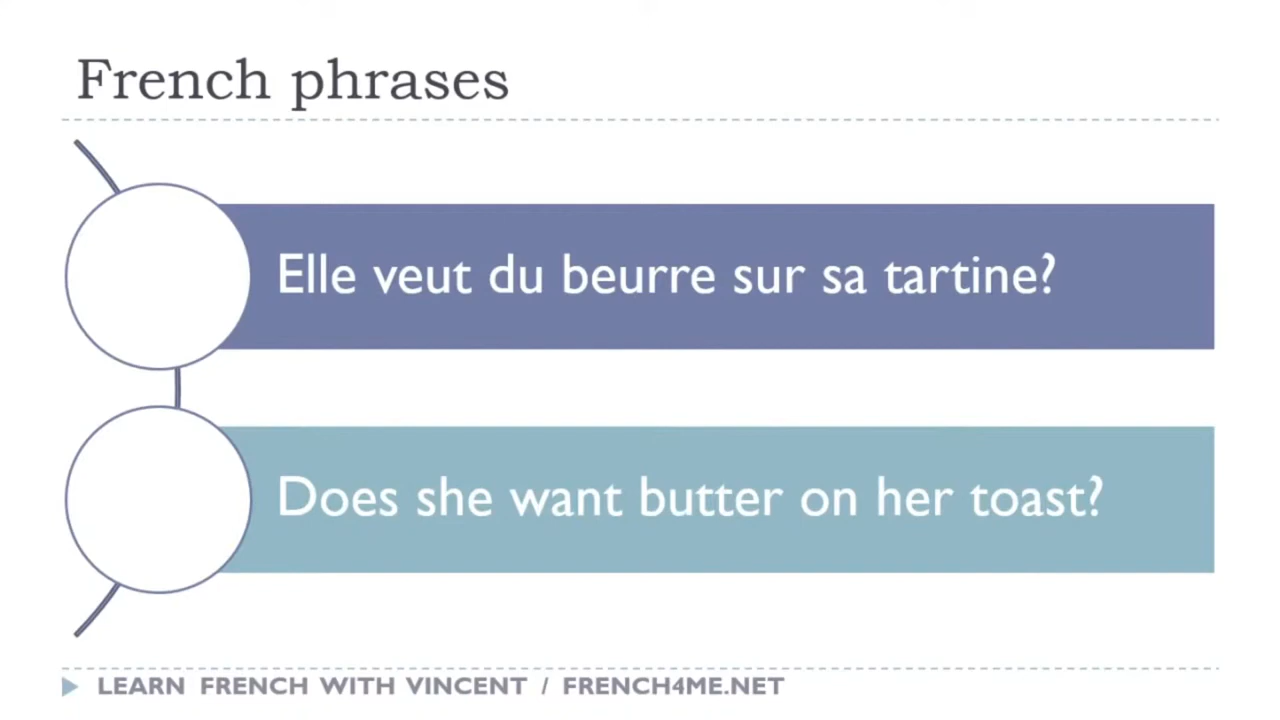 French phrases
Elle veut du beurre sur sa tartine?
Does she want butter on her toast?
LEARN FRENCH WITH VINCENT / FRENCH4ME.NET